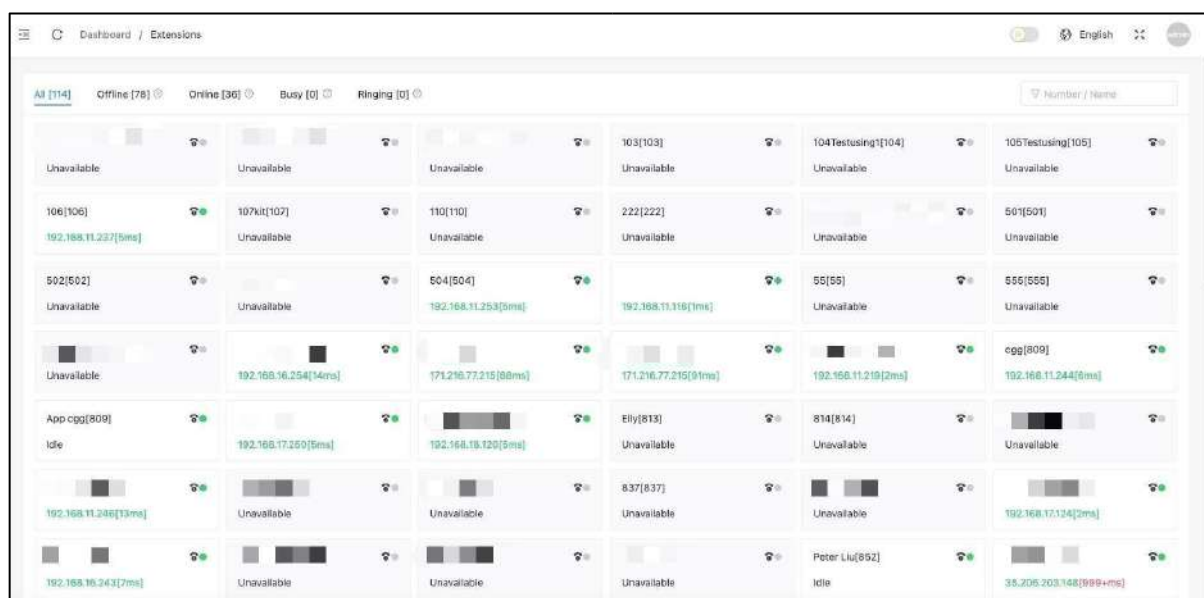 Dashboard / Extensions English
All [114] Offline [78] Online [36] Busy [0] Ringing [0] Number / Name
103[103] 104Testusing1[104] 105Testusing[105]
Unavailable Unavailable Unavailable Unavailable Unavailable Unavailable
106[106] 107kit[107] 110[110] 222[222] 501[501]
192.168.11.237[5ms] Unavailable Unavailable Unavailable Unavailable Unavailable
502[502] 504[504] 55[55] 555[555]
Unavailable Unavailable 192.168.11.253[5ms] 192.168.11.116[1ms] Unavailable Unavailable
cgg[809]
Unavailable 192.168.16.254[14ms] 171.216.77.215[88ms] 171.216.77.215[91ms] 192.168.11.219[2ms] 192.168.11.244[6ms]
App cgg[809] Elly[813] 814[814]
Idle 192.168.17.250[5ms] 192.168.18.120[5ms] Unavailable Unavailable Unavailable
837[837]
192.168.11.246[13ms] Unavailable Unavailable Unavailable Unavailable 192.168.17.124[2ms]
Peter Liu[852]
192.168.16.243[7ms] Unavailable Unavailable Unavailable Idle 35.206.203.148[999+ms]